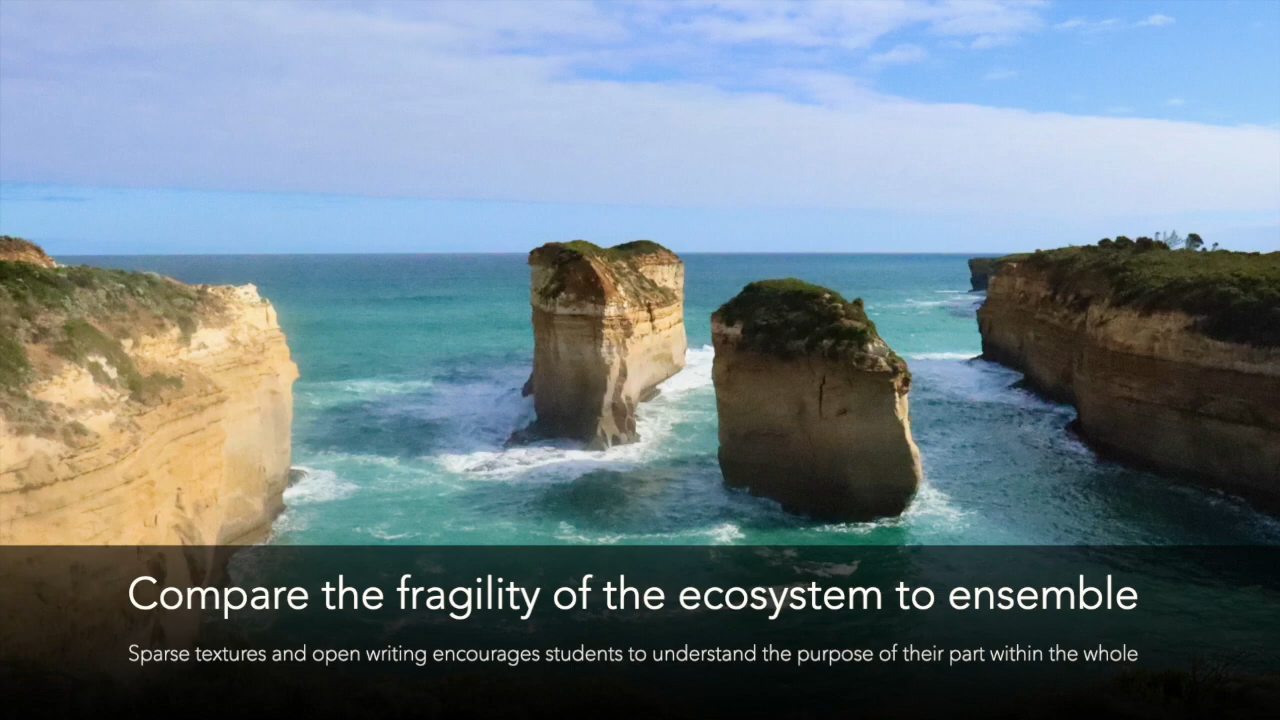 Compare the fragility of the ecosystem to ensemble
Sparse textures and open writing encourages students to understand the purpose of their part within the whole